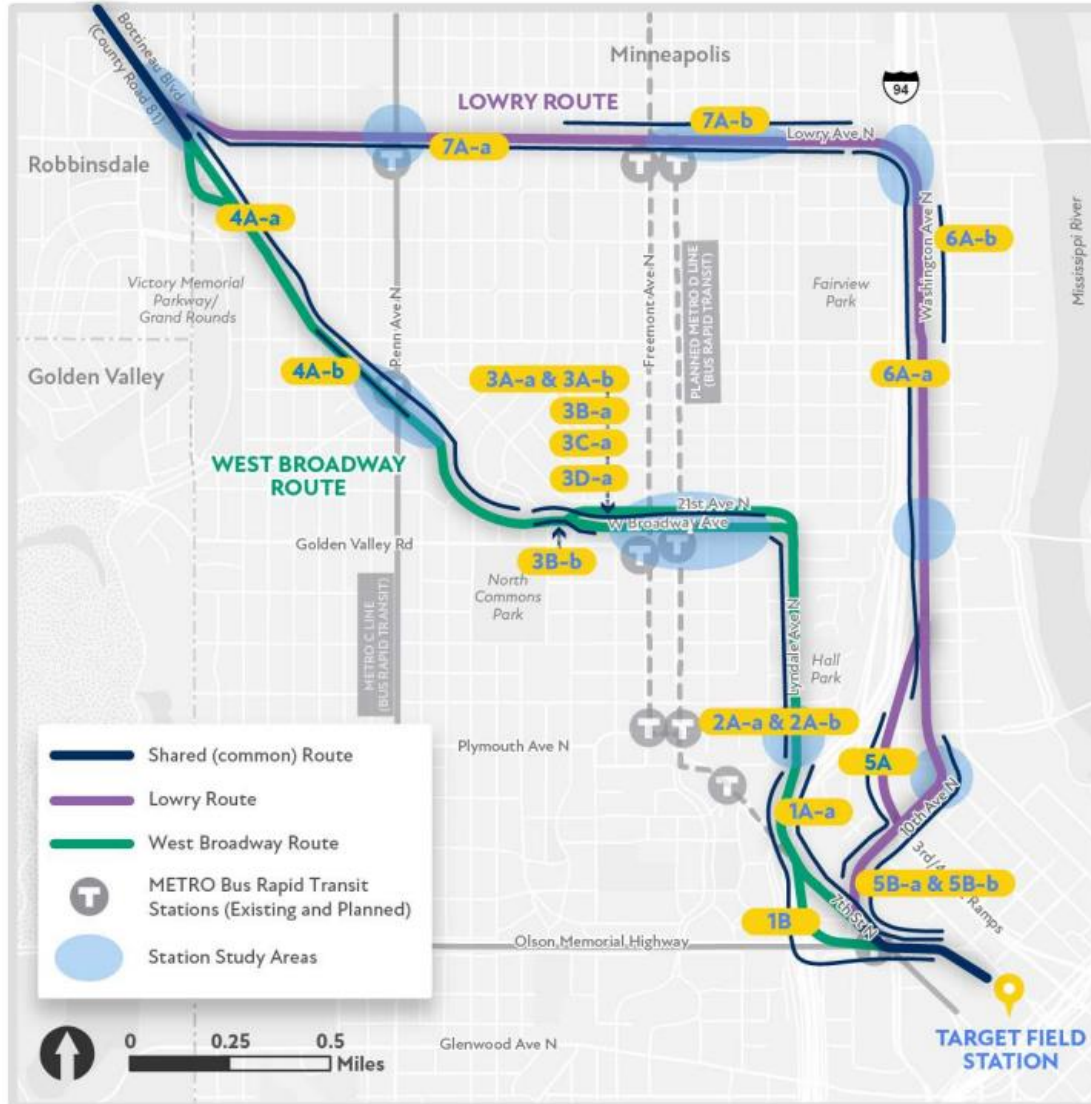 Bottineau Blvd
(County Road 81)
Minneapolis
94
LOWRY ROUTE
7A-b
Lowry Ave N
7A-a
T
T
T
Robbinsdale
4A-a
6A-b
Washington Ave N
Mississippi River
Victory Memorial
Parkway/
Grand Rounds
Penn Ave N
Freemont Ave N
PLANNED METRO D LINE
(BUS RAPID TRANSIT)
Fairview
Park
Golden Valley
4A-b
3A-a & 3A-b
3B-a
3C-a
3D-a
6A-a
WEST BROADWAY
ROUTE
21st Ave N
W Broadway Ave
Golden Valley Rd
3B-b
T
T
North
Commons
Park
METRO C LINE
(BUS RAPID TRANSIT)
Lyndale Ave N
Hall
Park
2A-a & 2A-b
T
T
Plymouth Ave N
5A
T
1A-a
10th Ave N
5B-a & 5B-b
Ramps
1B
7th St N
Olson Memorial Highway
Shared (common) Route
Lowry Route
West Broadway Route
T
METRO Bus Rapid Transit
Stations (Existing and Planned)
Station Study Areas
0 0.25 0.5
Miles
Glenwood Ave N
TARGET FIELD
STATION